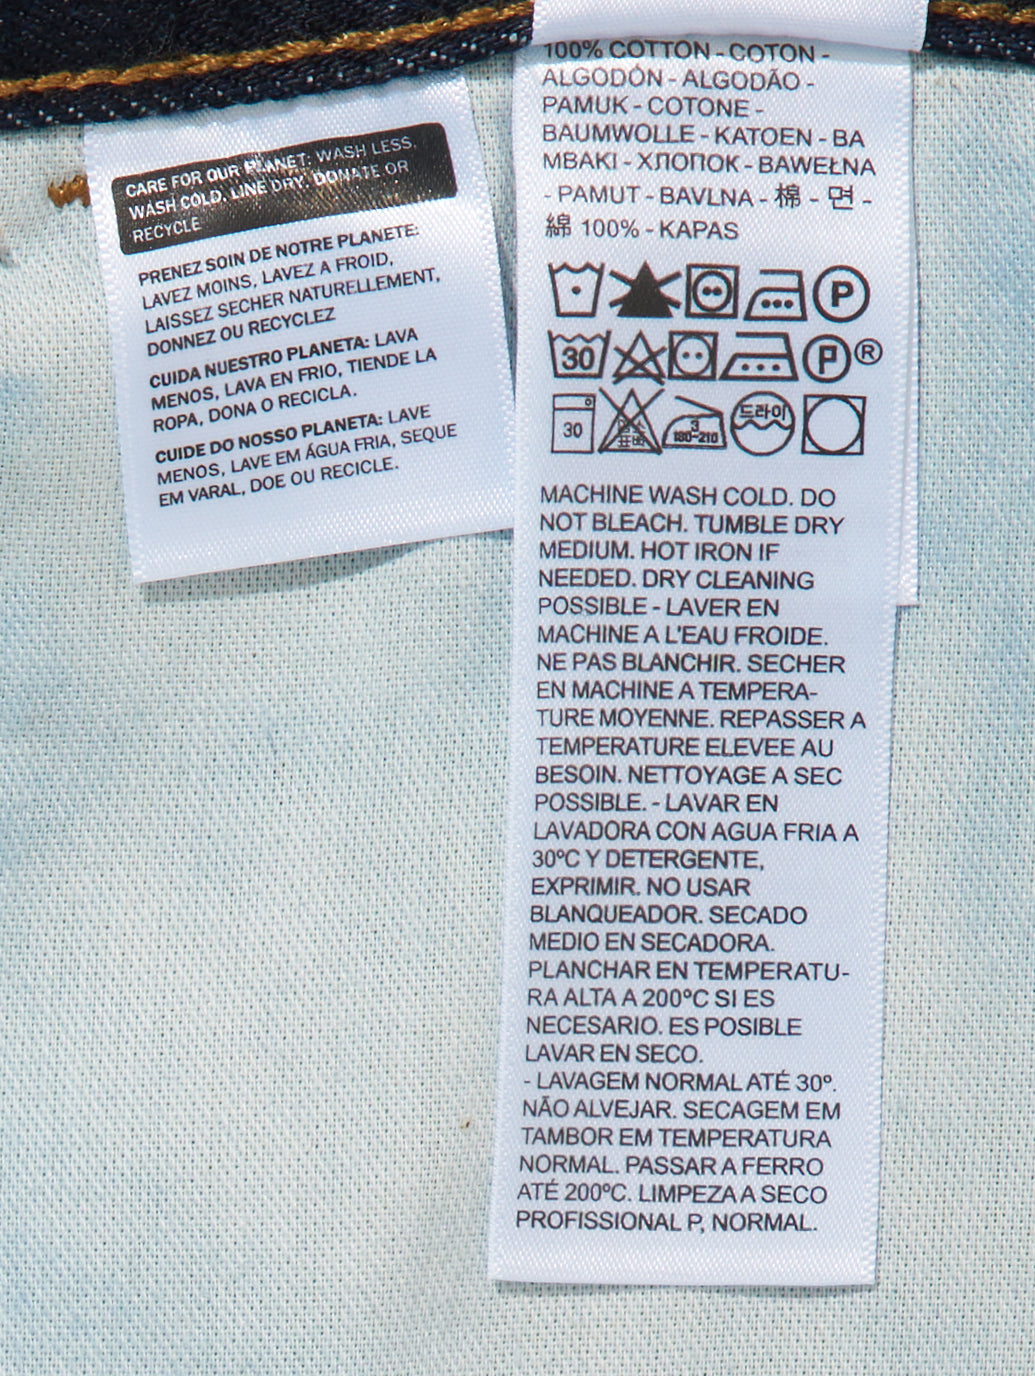 CARE FOR OUR PLANET: WASH LESS,
WASH COLD, LINE DRY, DONATE OR
RECYCLE
PRENEZ SOIN DE NOTRE PLANETE:
LAVEZ MOINS, LAVEZ A FROID,
LAISSEZ SECHER NATURELLEMENT,
DONNEZ OU RECYCLEZ
CUIDA NUESTRO PLANETA: LAVA
MENOS, LAVA EN FRIO, TIENDE LA
ROPA, DONA O RECICLA.
CUIDE DO NOSSO PLANETA: LAVE
MENOS, LAVE EM ÁGUA FRIA, SEQUE
EM VARAL, DOE OU RECICLE.
100% COTTON - COTON -
ALGODÓN - ALGODÃO -
PAMUK - COTONE -
BAUMWOLLE - KATOEN - BA
MBAKI - ХЛОПОК - BAWEŁNA
- PAMUT - BAVLNA - 棉 - 면 -
綿 100% - KAPAS
P
30 P ®
30 3 180-210 드라이
MACHINE WASH COLD. DO
NOT BLEACH. TUMBLE DRY
MEDIUM. HOT IRON IF
NEEDED. DRY CLEANING
POSSIBLE - LAVER EN
MACHINE A L'EAU FROIDE.
NE PAS BLANCHIR. SECHER
EN MACHINE A TEMPERA-
TURE MOYENNE. REPASSER A
TEMPERATURE ELEVEE AU
BESOIN. NETTOYAGE A SEC
POSSIBLE. - LAVAR EN
LAVADORA CON AGUA FRIA A
30ºC Y DETERGENTE,
EXPRIMIR. NO USAR
BLANQUEADOR. SECADO
MEDIO EN SECADORA.
PLANCHAR EN TEMPERATU-
RA ALTA A 200ºC SI ES
NECESARIO. ES POSIBLE
LAVAR EN SECO.
- LAVAGEM NORMAL ATÉ 30º.
NÃO ALVEJAR. SECAGEM EM
TAMBOR EM TEMPERATURA
NORMAL. PASSAR A FERRO
ATÉ 200ºC. LIMPEZA A SECO
PROFISSIONAL P, NORMAL.